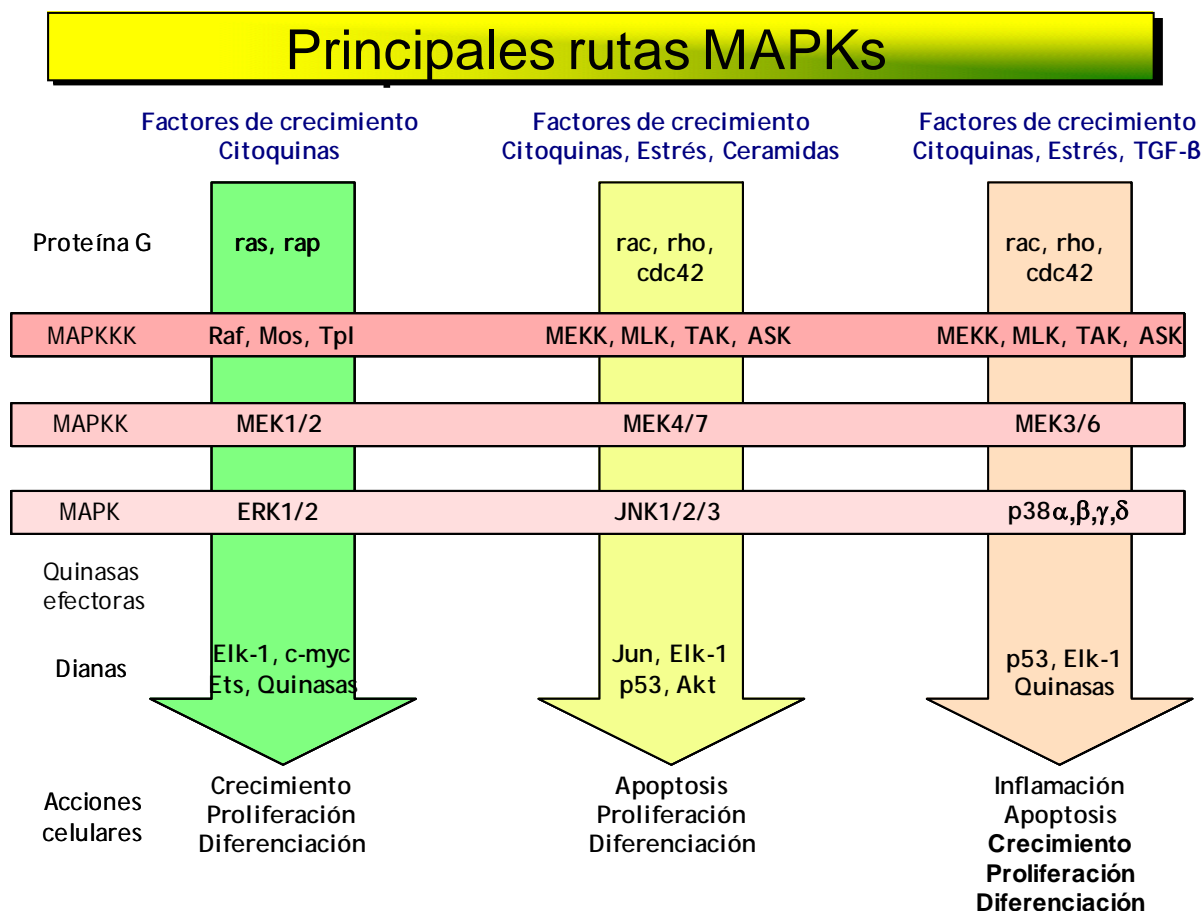 Principales rutas MAPKs
Factores de crecimiento
Citoquinas
Factores de crecimiento
Citoquinas, Estrés, Ceramidas
Factores de crecimiento
Citoquinas, Estrés, TGF-ß
Proteína G
ras, rap
rac, rho,
cdc42
rac, rho,
cdc42
MAPKKK
Raf, Mos, Tpl
MEKK, MLK, TAK, ASK
MEKK, MLK, TAK, ASK
MAPKK
MEK1/2
MEK4/7
MEK3/6
MAPK
ERK1/2
JNK1/2/3
p38α,β,γ,δ
Quinasas
efectoras
Dianas
Elk-1, c-myc
Ets, Quinasas
Jun, Elk-1
p53, Akt
p53, Elk-1
Quinasas
Acciones
celulares
Crecimiento
Proliferación
Diferenciación
Apoptosis
Proliferación
Diferenciación
Inflamación
Apoptosis
Crecimiento
Proliferación
Diferenciación